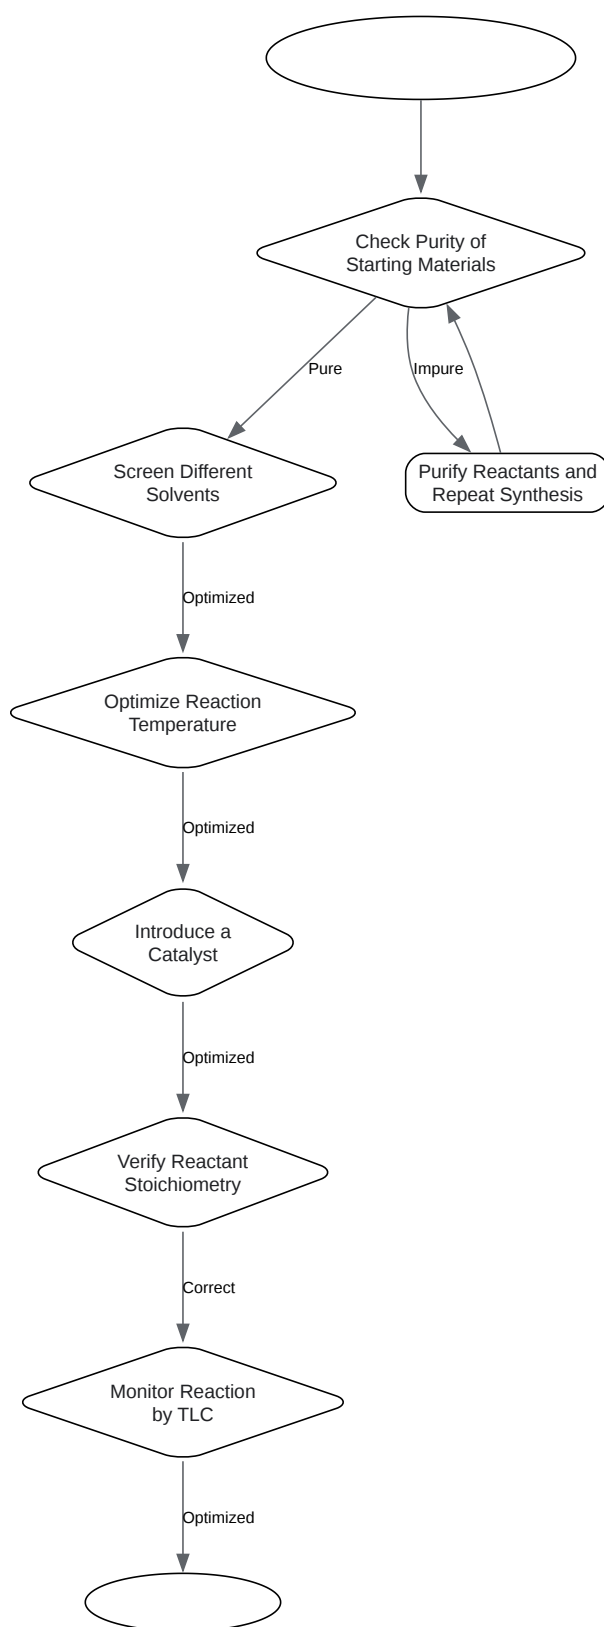 Check Purity of
Starting Materials
Pure
Impure
Screen Different
Solvents
Purify Reactants and
Repeat Synthesis
Optimized
Optimize Reaction
Temperature
Optimized
Introduce a
Catalyst
Optimized
Verify Reactant
Stoichiometry
Correct
Monitor Reaction
by TLC
Optimized